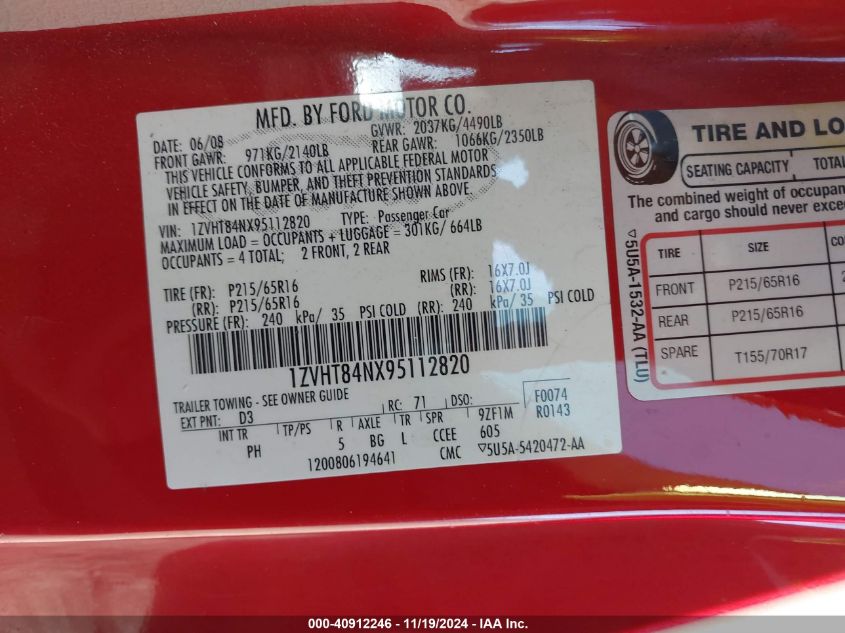 MFD. BY FORD MOTOR CO.
DATE: 06/08 GVWR: 2037KG/4490LB
FRONT GAWR: 971KG/2140LB REAR GAWR: 1066KG/2350LB
THIS VEHICLE CONFORMS TO ALL APPLICABLE FEDERAL MOTOR
VEHICLE SAFETY, BUMPER, AND THEFT PREVENTION STANDARDS
IN EFFECT ON THE DATE OF MANUFACTURE SHOWN ABOVE.
VIN: 1ZVHT84NX95112820 TYPE: Passenger Car
MAXIMUM LOAD = OCCUPANTS + LUGGAGE = 301KG/ 664LB
OCCUPANTS = 4 TOTAL; 2 FRONT, 2 REAR
TIRE (FR): P215/65R16 RIMS (FR): 16X7.0J
(RR): P215/65R16 (RR): 16X7.0J
PRESSURE (FR): 240 kPa/ 35 PSI COLD (RR): 240 kPa/ 35 PSI COLD
1ZVHT84NX95112820
TRAILER TOWING - SEE OWNER GUIDE
EXT PNT: D3 RC: 71 DSO: F0074
INT TR TP/PS R AXLE TR SPR 9ZF1M R0143
PH 5 BG L CCEE 605
1200806194641 CMC ▽5U5A-5420472-AA
TIRE AND LO
SEATING CAPACITY TOTAL
The combined weight of occupan
and cargo should never exce
▽5U5A-1532-AA (TLU)
TIRE SIZE CO
FRONT P215/65R16 2
REAR P215/65R16
SPARE T155/70R17
000-40912246 - 11/19/2024 - IAA Inc.